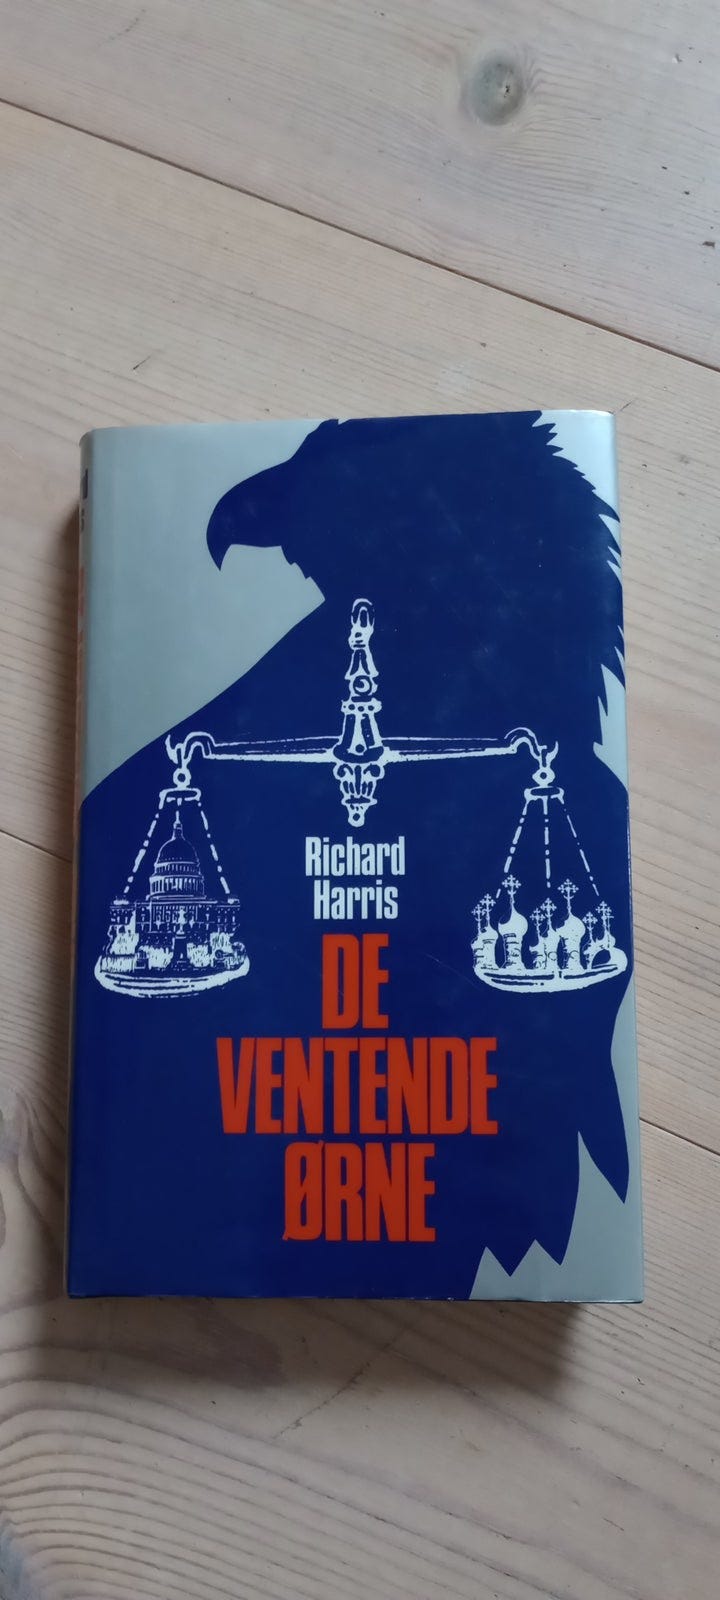 Richard
Harris
DE
VENTENDE
ØRNE